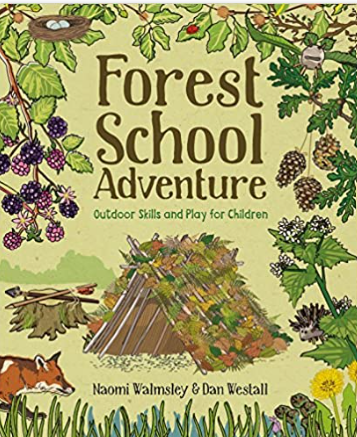 Forest
School
Adventure
Outdoor Skills and Play for Children
Naomi Walmsley & Dan Westall